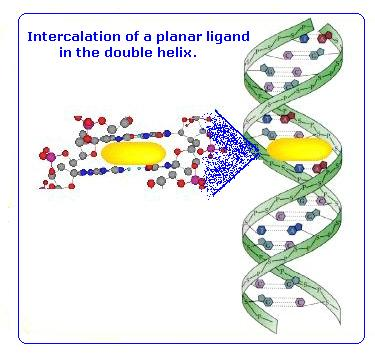 Intercalation of a planar ligand
in the double helix.